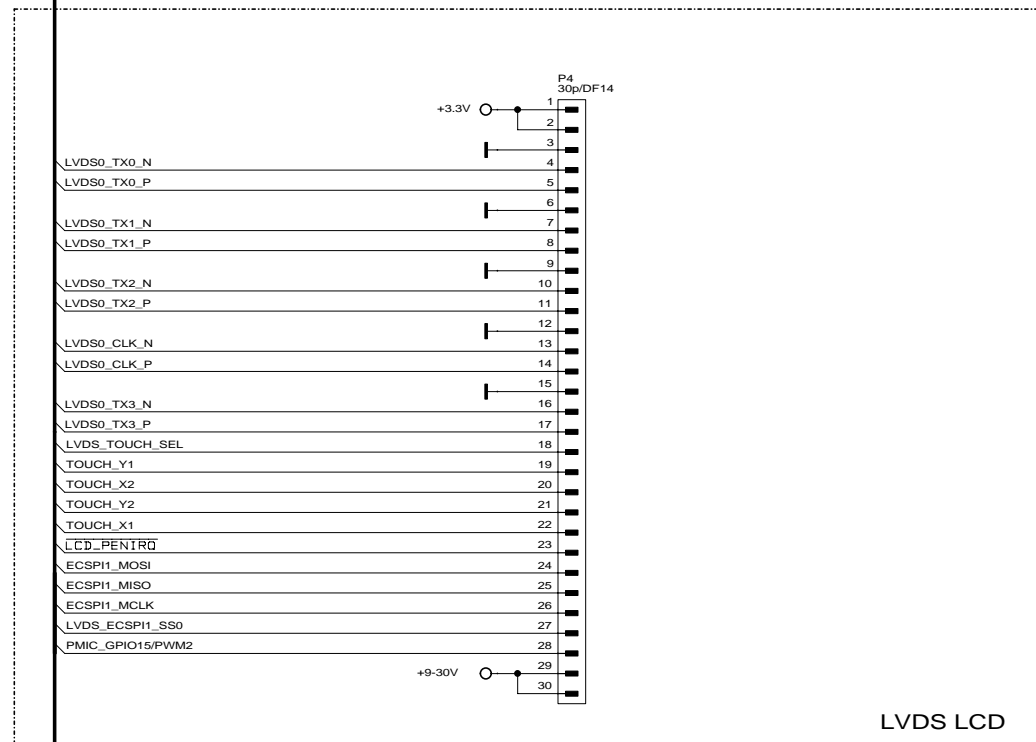 P4
30p/DF14
+3.3V 1
2
3
LVDS0_TX0_N 4
LVDS0_TX0_P 5
6
LVDS0_TX1_N 7
LVDS0_TX1_P 8
9
LVDS0_TX2_N 10
LVDS0_TX2_P 11
12
LVDS0_CLK_N 13
LVDS0_CLK_P 14
15
LVDS0_TX3_N 16
LVDS0_TX3_P 17
LVDS_TOUCH_SEL 18
TOUCH_Y1 19
TOUCH_X2 20
TOUCH_Y2 21
TOUCH_X1 22
LCD_PENIRQ 23
ECSPI1_MOSI 24
ECSPI1_MISO 25
ECSPI1_MCLK 26
LVDS_ECSPI1_SS0 27
PMIC_GPIO15/PWM2 28
+9-30V 29
30
LVDS LCD